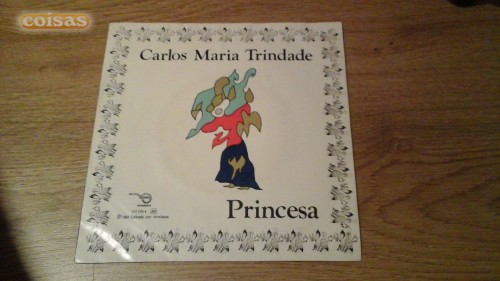 coisas
Carlos Maria Trindade
Princesa